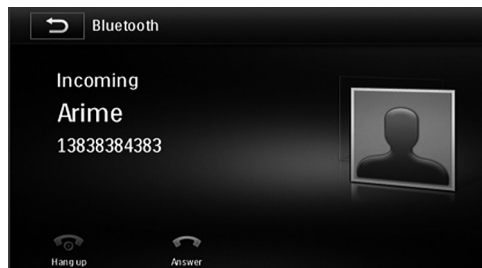 Bluetooth
Incoming
Arime
13838384383
Hang up
Answer